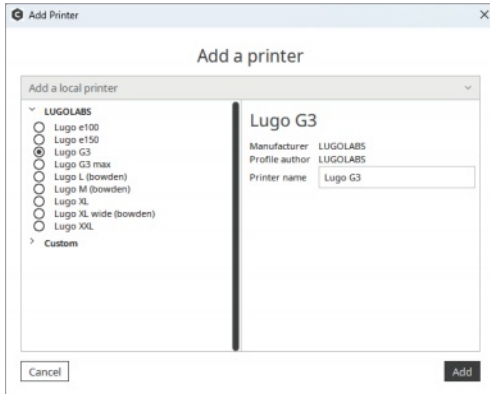 Add Printer
Add a printer
Add a local printer
LUGOLABS
Lugo e100
Lugo e150
Lugo G3
Lugo G3 max
Lugo L (bowden)
Lugo M (bowden)
Lugo XL
Lugo XL wide (bowden)
Lugo XXL
Custom
Lugo G3
Manufacturer LUGOLABS
Profile author LUGOLABS
Printer name Lugo G3
Cancel
Add